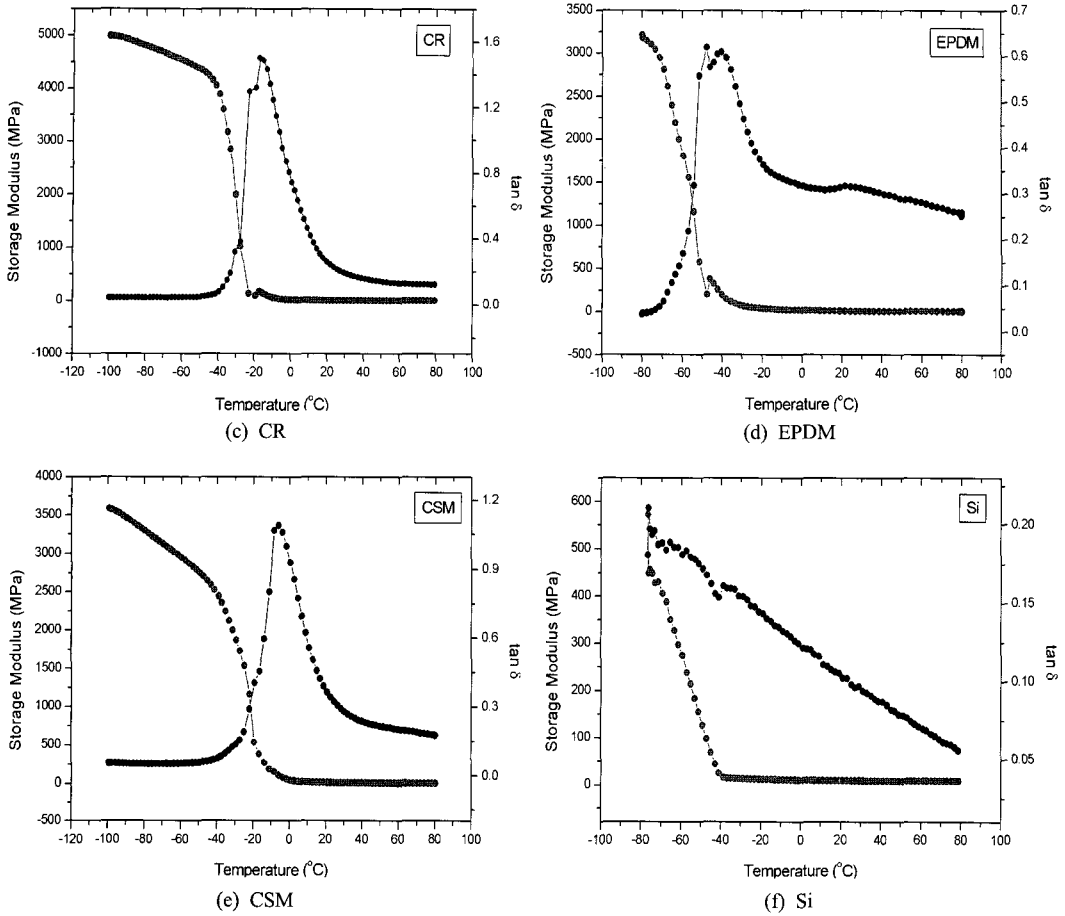 CR
Storage Modulus (MPa)
5000
4000
3000
2000
1000
0
-1000
1.6
1.2
0.8
0.4
0.0
tan δ
-120 -100 -80 -60 -40 -20 0 20 40 60 80 100
Temperature (°C)
(c) CR
EPDM
Storage Modulus (MPa)
3500
3000
2500
2000
1500
1000
500
0
-500
0.7
0.6
0.5
0.4
0.3
0.2
0.1
0.0
tan δ
-100 -80 -60 -40 -20 0 20 40 60 80 100
Temperature (°C)
(d) EPDM
CSM
Storage Modulus (MPa)
4000
3500
3000
2500
2000
1500
1000
500
0
-500
1.2
0.9
0.6
0.3
0.0
tan δ
-120 -100 -80 -60 -40 -20 0 20 40 60 80 100
Temperature (°C)
(e) CSM
Si
Storage Modulus (MPa)
600
500
400
300
200
100
0
0.20
0.15
0.10
0.05
tan δ
-100 -80 -60 -40 -20 0 20 40 60 80 100
Temperature (°C)
(f) Si